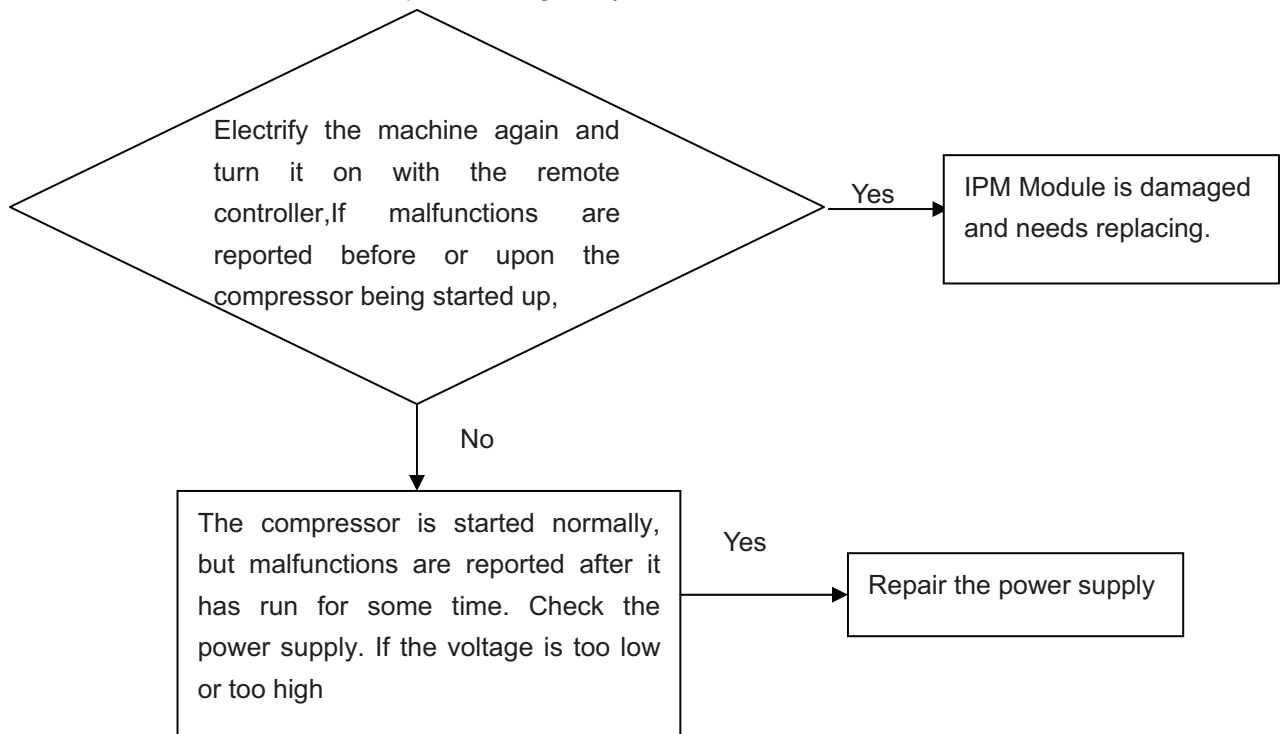 Electrify the machine again and
turn it on with the remote
controller,If malfunctions are
reported before or upon the
compressor being started up,
Yes
IPM Module is damaged
and needs replacing.
No
The compressor is started normally,
but malfunctions are reported after it
has run for some time. Check the
power supply. If the voltage is too low
or too high
Yes
Repair the power supply